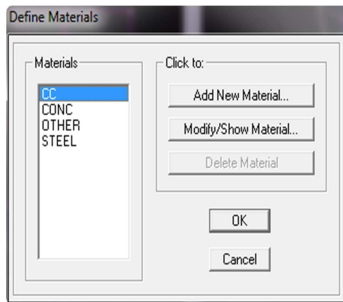 Define Materials
Materials
CC
CONC
OTHER
STEEL
Click to:
Add New Material...
Modify/Show Material...
Delete Material
OK
Cancel